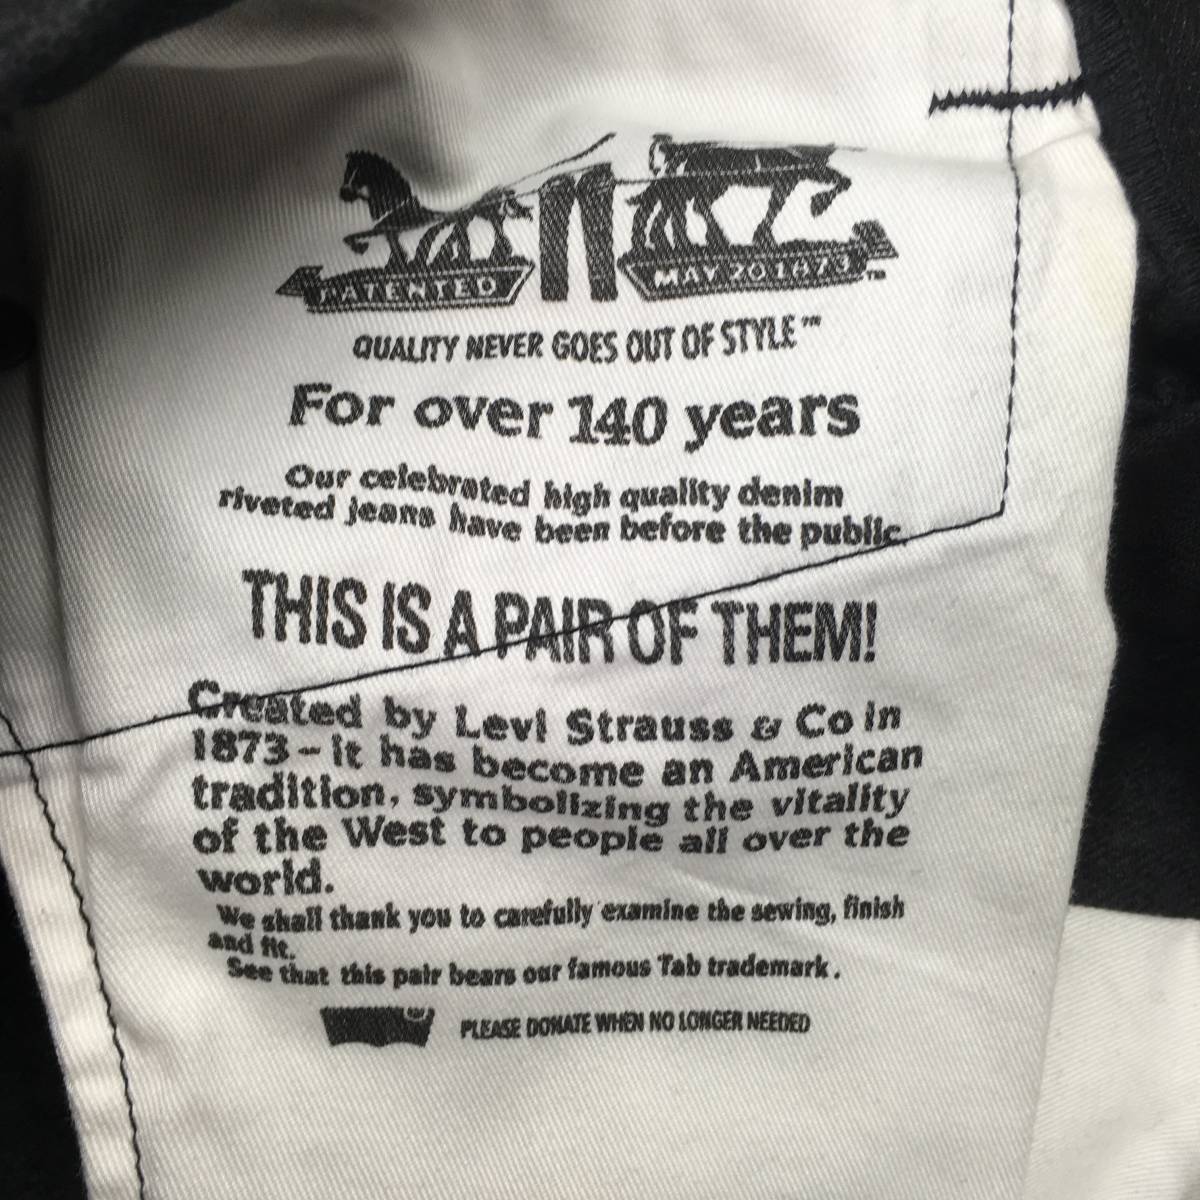 PATENTED MAY 20 1873 ™
QUALITY NEVER GOES OUT OF STYLE™
For over 140 years
Our celebrated high quality denim
riveted jeans have been before the public.
THIS IS A PAIR OF THEM!
Created by Levi Strauss & Co in
1873 – it has become an American
tradition, symbolizing the vitality
of the West to people all over the
world.
We shall thank you to carefully examine the sewing, finish
and fit.
See that this pair bears our famous Tab trademark.
PLEASE DONATE WHEN NO LONGER NEEDED